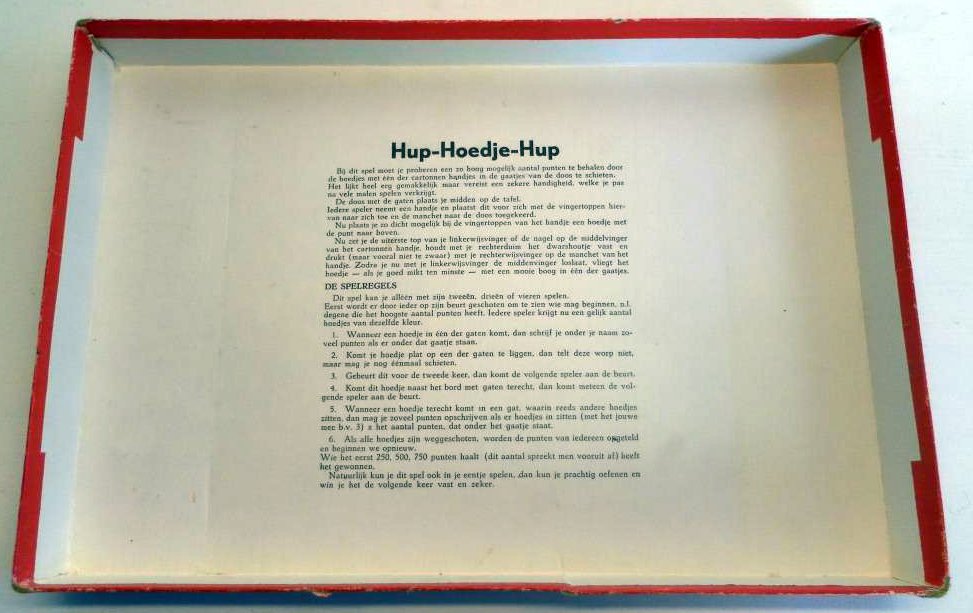 Hup-Hoedje-Hup
Bij dit spel moet je proberen een zo hoog mogelijk aantal punten te behalen door
de hoedjes met één der cartonnen handjes in de gaatjes van de doos te schieten.
Het lijkt heel erg gemakkelijk maar vereist een zekere handigheid, welke je pas
na vele malen spelen verkrijgt.
De doos met de gaten plaats je midden op de tafel.
Iedere speler neemt een handje en plaatst dit voor zich met de vingertoppen hier-
van naar zich toe en de manchet naar de doos toegekeerd.
Nu plaats je zo dicht mogelijk bij de vingertoppen van het handje een hoedje met
de punt naar boven.
Nu zet je de uiterste top van je linkerwijsvinger of de nagel op de middelvinger
van het cartonnen handje, houdt met je rechterduim het dwarshoutje vast en
drukt (maar vooral niet te zwaar) met je rechterwijsvinger op de manchet van het
handje. Zodra je nu met je linkerwijsvinger de middenvinger loslaat, vliegt het
hoedje — als je goed mikt ten minste — met een mooie boog in één der gaatjes.
DE SPELREGELS
Dit spel kan je alléén met zijn tweeën, drieën of vieren spelen.
Eerst wordt er door ieder op zijn beurt geschoten om te zien wie mag beginnen, n.l.
degene die het hoogste aantal punten heeft. Iedere speler krijgt nu een gelijk aantal
hoedjes van dezelfde kleur.
1. Wanneer een hoedje in één der gaten komt, dan schrijf je onder je naam zo-
veel punten als er onder dat gaatje staan.
2. Komt je hoedje plat op een der gaten te liggen, dan telt deze worp niet,
maar mag je nog éénmaal schieten.
3. Gebeurt dit voor de tweede keer, dan komt de volgende speler aan de beurt.
4. Komt dit hoedje naast het bord met gaten terecht, dan komt meteen de vol-
gende speler aan de beurt.
5. Wanneer een hoedje terecht komt in een gat, waarin reeds andere hoedjes
zitten, dan mag je zoveel punten opschrijven als er hoedjes in zitten (met het jouwe
mee b.v. 3) x het aantal punten, dat onder het gaatje staat.
6. Als alle hoedjes zijn weggeschoten, worden de punten van iedereen opgeteld
en beginnen we opnieuw.
Wie het eerst 250, 500, 750 punten haalt (dit aantal spreekt men vooruit af) heeft
het gewonnen.
Natuurlijk kun je dit spel ook in je eentje spelen, dan kun je prachtig oefenen en
win je het de volgende keer vast en zeker.